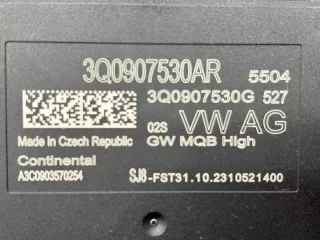 3Q0907530AR 5504
3Q0907530G 527
02S VW AG
Made in Czech Republic GW MQB High
Continental
A3C0903570254 SJ8-FST31.10.2310521400